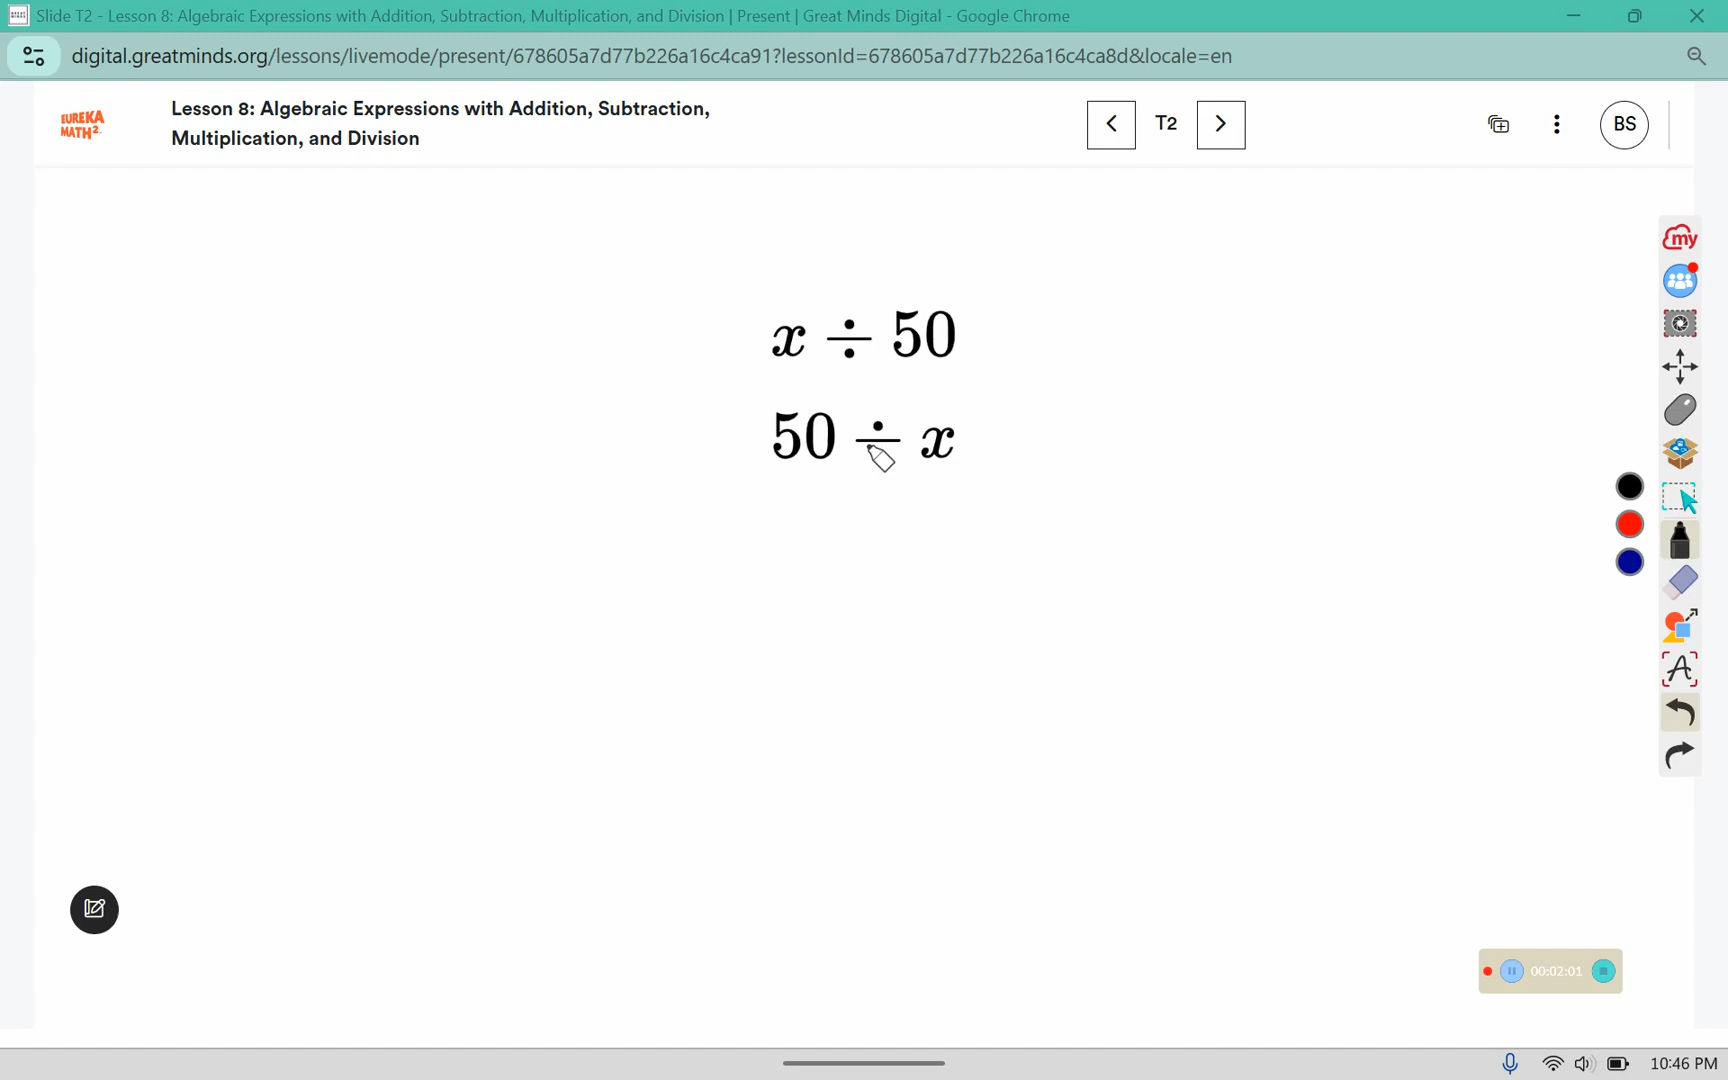 Slide T2 - Lesson 8: Algebraic Expressions with Addition, Subtraction, Multiplication, and Division | Present | Great Minds Digital - Google Chrome
digital.greatminds.org/lessons/livemode/present/678605a7d77b226a16c4ca91?lessonId=678605a7d77b226a16c4ca8d&locale=en
EUREKA
MATH²
Lesson 8: Algebraic Expressions with Addition, Subtraction,
Multiplication, and Division
T2
BS
my
x ÷ 50
50 ÷ x
A
00:02:01
10:46 PM